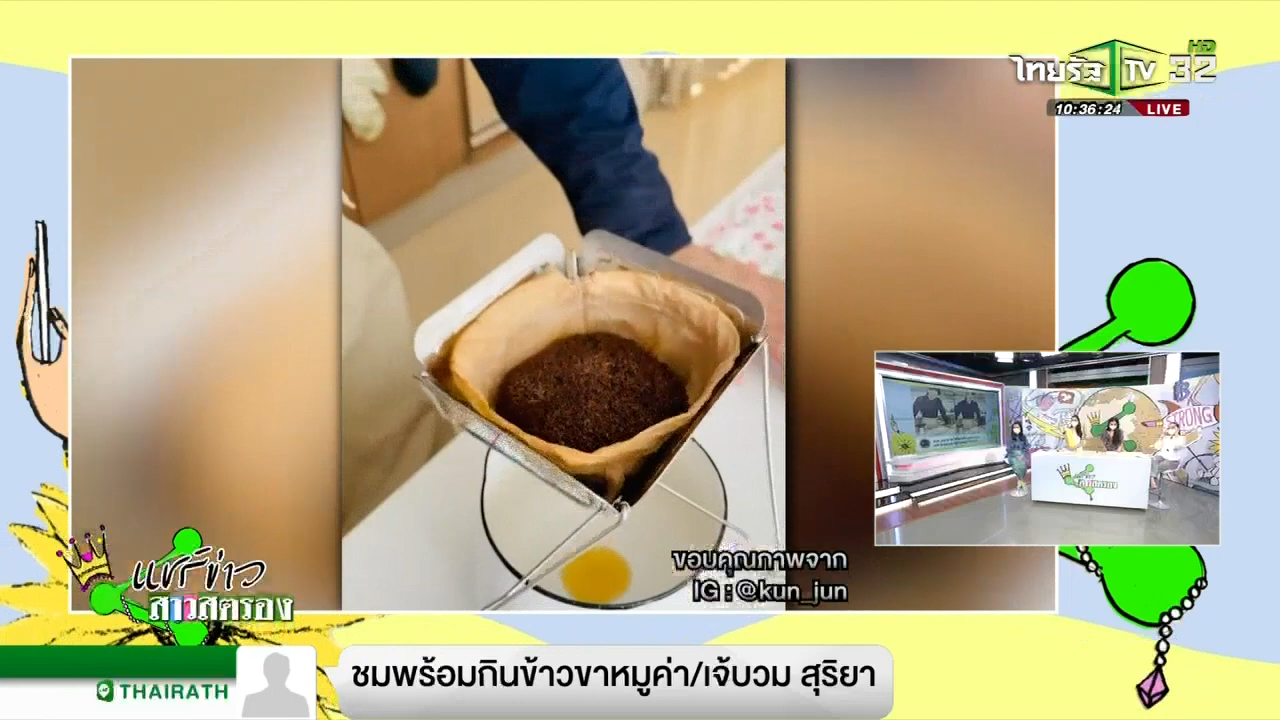 ไทยรัฐ TV 32 HD
10:36:24 LIVE
STRONG
ขอบคุณภาพจาก
IG : @kun_jun
แชร์ข่าว
สาวสตรอง
THAIRATH
ชมพร้อมกินข้าวขาหมูค่า/เจ้บวม สุริยา